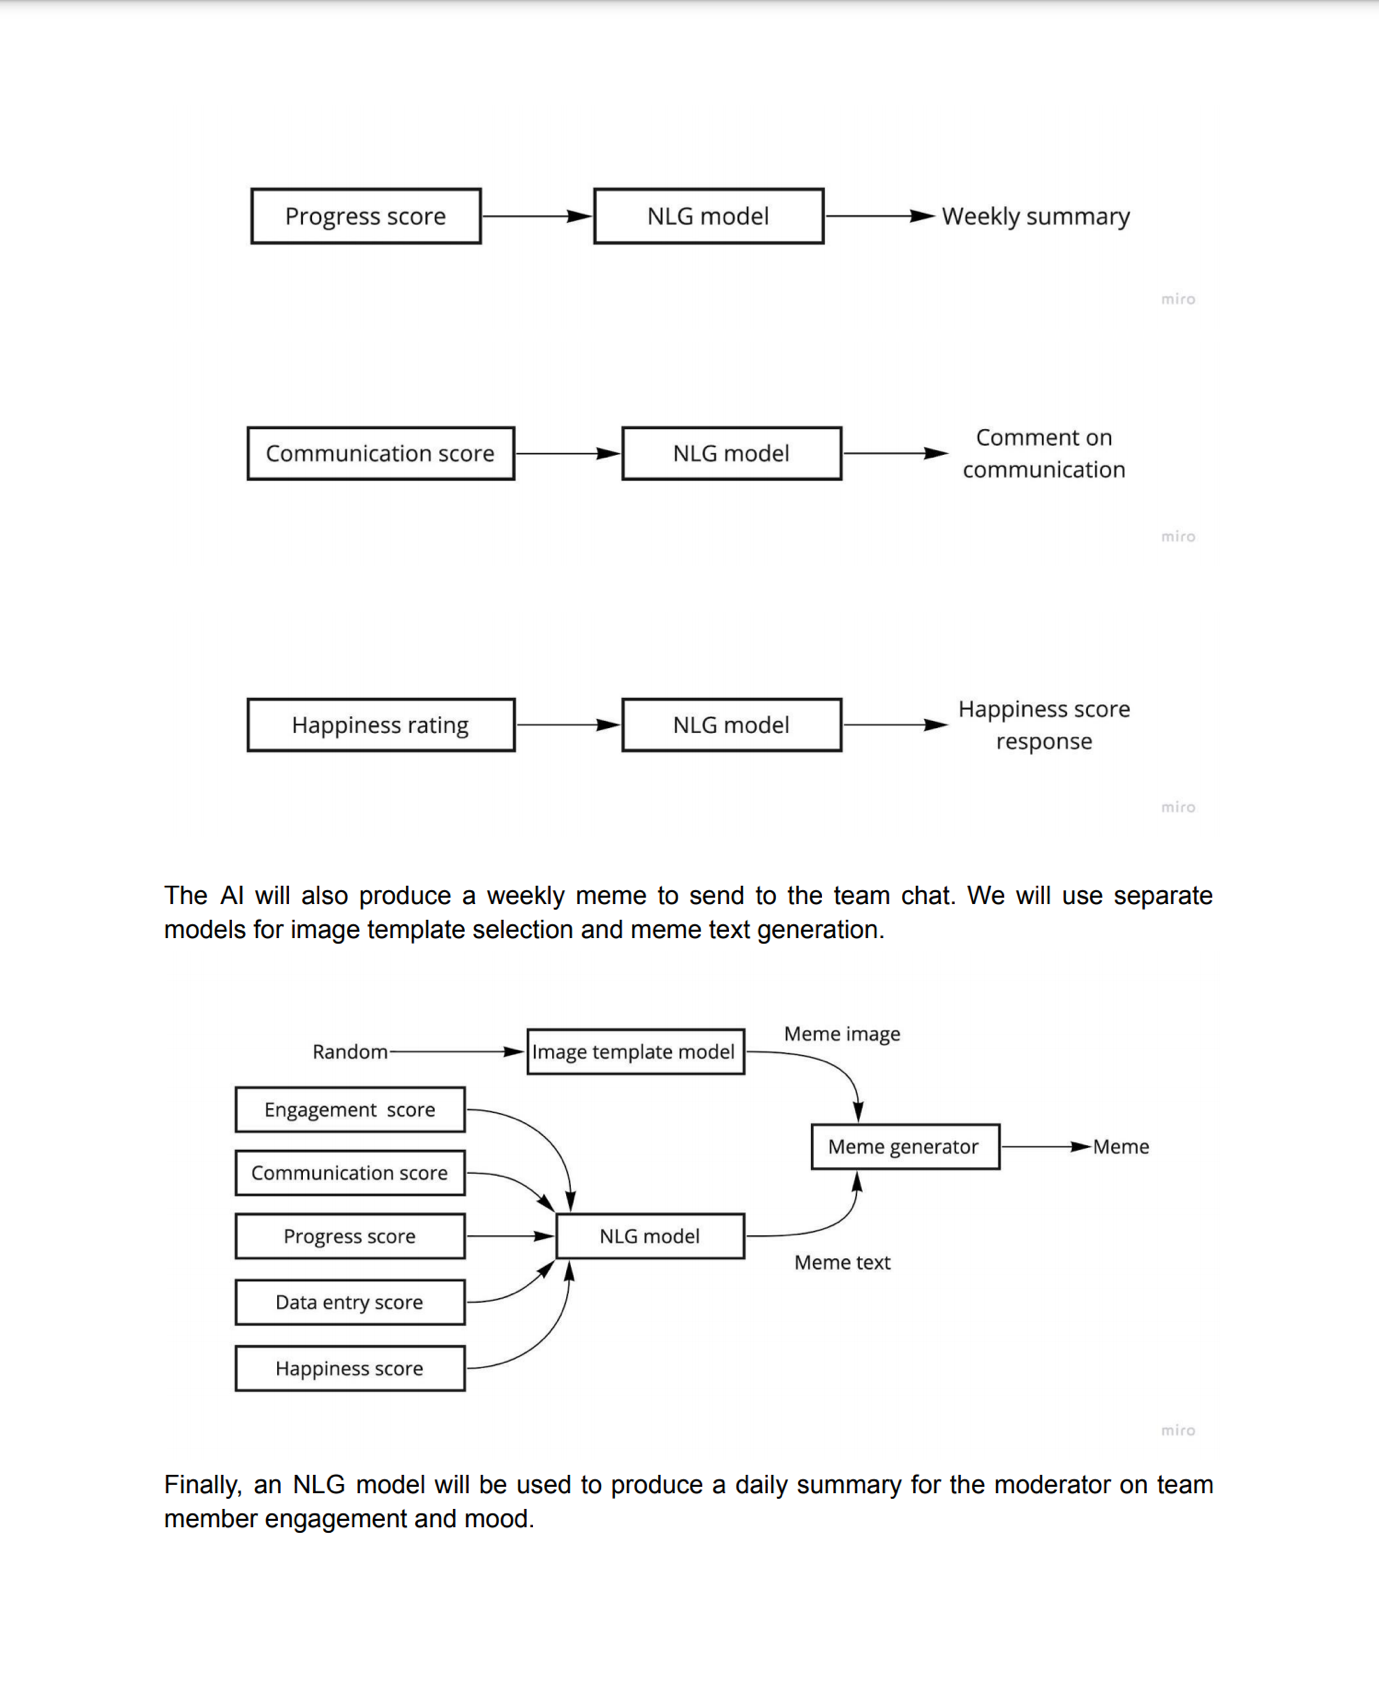 Progress score
NLG model
Weekly summary
miro
Communication score
NLG model
Comment on
communication
miro
Happiness rating
NLG model
Happiness score
response
miro
The AI will also produce a weekly meme to send to the team chat. We will use separate
models for image template selection and meme text generation.
Random
Image template model
Meme image
Engagement score
Communication score
Progress score
Data entry score
Happiness score
NLG model
Meme text
Meme generator
Meme
miro
Finally, an NLG model will be used to produce a daily summary for the moderator on team
member engagement and mood.